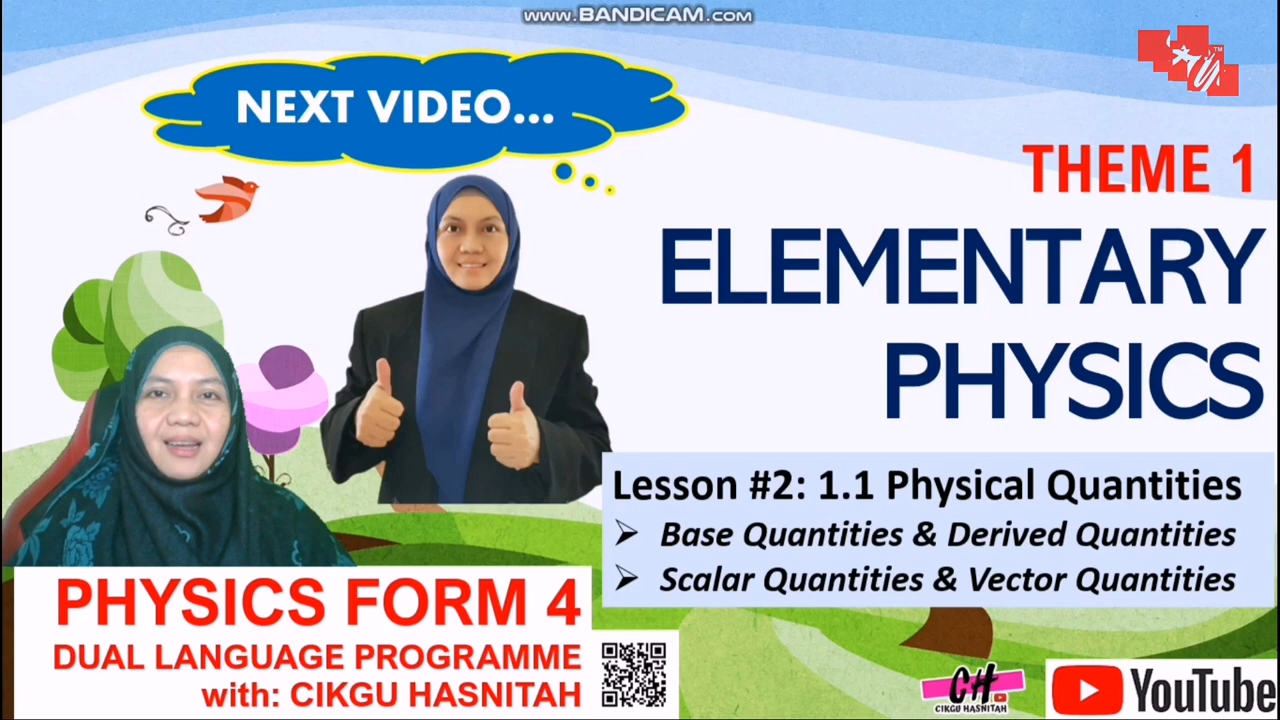 www.BANDICAM.com
NEXT VIDEO...
TM
THEME 1
ELEMENTARY
PHYSICS
Lesson #2: 1.1 Physical Quantities
➢ Base Quantities & Derived Quantities
➢ Scalar Quantities & Vector Quantities
PHYSICS FORM 4
DUAL LANGUAGE PROGRAMME
with: CIKGU HASNITAH
CH
CIKGU HASNITAH
YouTube